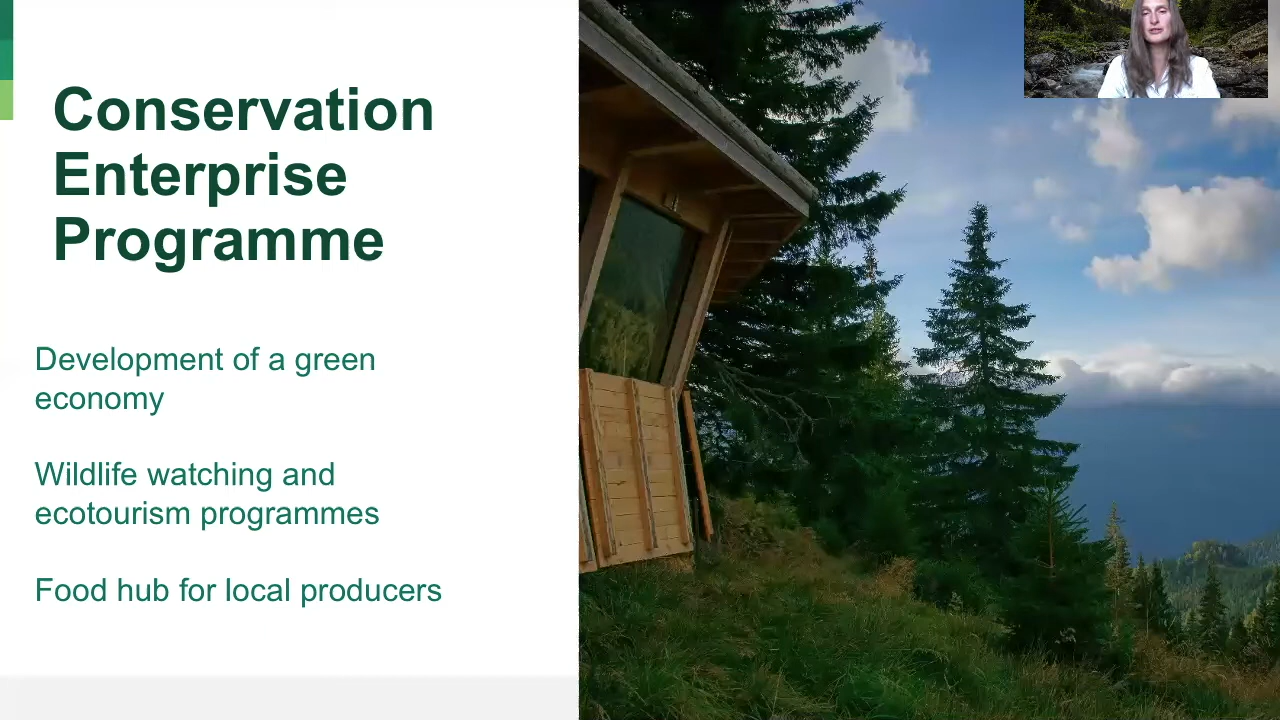 Conservation
Enterprise
Programme
Development of a green
economy
Wildlife watching and
ecotourism programmes
Food hub for local producers